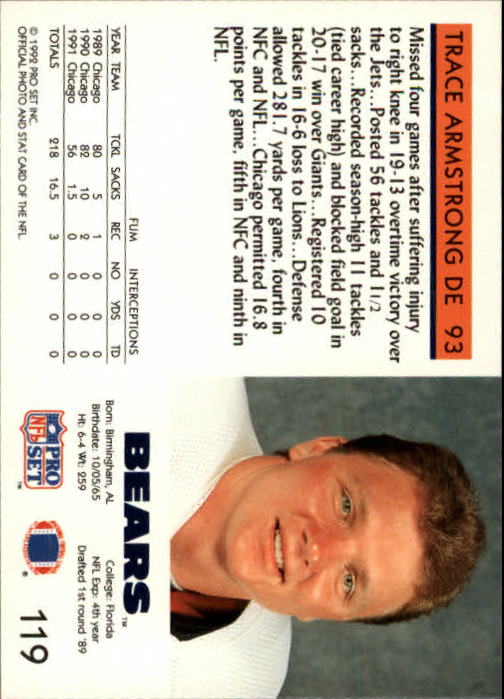 TRACE ARMSTRONG DE 93
Missed four games after suffering injury
to right knee in 19-13 overtime victory over
the Jets...Posted 56 tackles and 11/2
sacks...Recorded season-high 11 tackles
(tied career high) and blocked field goal in
20-17 win over Giants...Registered 10
tackles in 16-6 loss to Lions...Defense
allowed 281.7 yards per game, fourth in
NFC and NFL...Chicago permitted 16.8
points per game, fifth in NFC and ninth in
NFL.
FUM INTERCEPTIONS
YEAR TEAM TCKL SACKS REC NO YDS TD
1989 Chicago 80 5 1 0 0 0
1990 Chicago 82 10 2 0 0 0
1991 Chicago 56 1.5 0 0 0 0
TOTALS 218 16.5 3 0 0 0
© 1992 PRO SET INC.
OFFICIAL PHOTO AND STAT CARD OF THE NFL
BEARS™
Born: Birmingham, AL College: Florida
Birthdate: 10/05/65 NFL Exp: 4th year
Ht: 6-4 Wt: 259 Drafted 1st round '89
PRO
NFL SET™
®
119